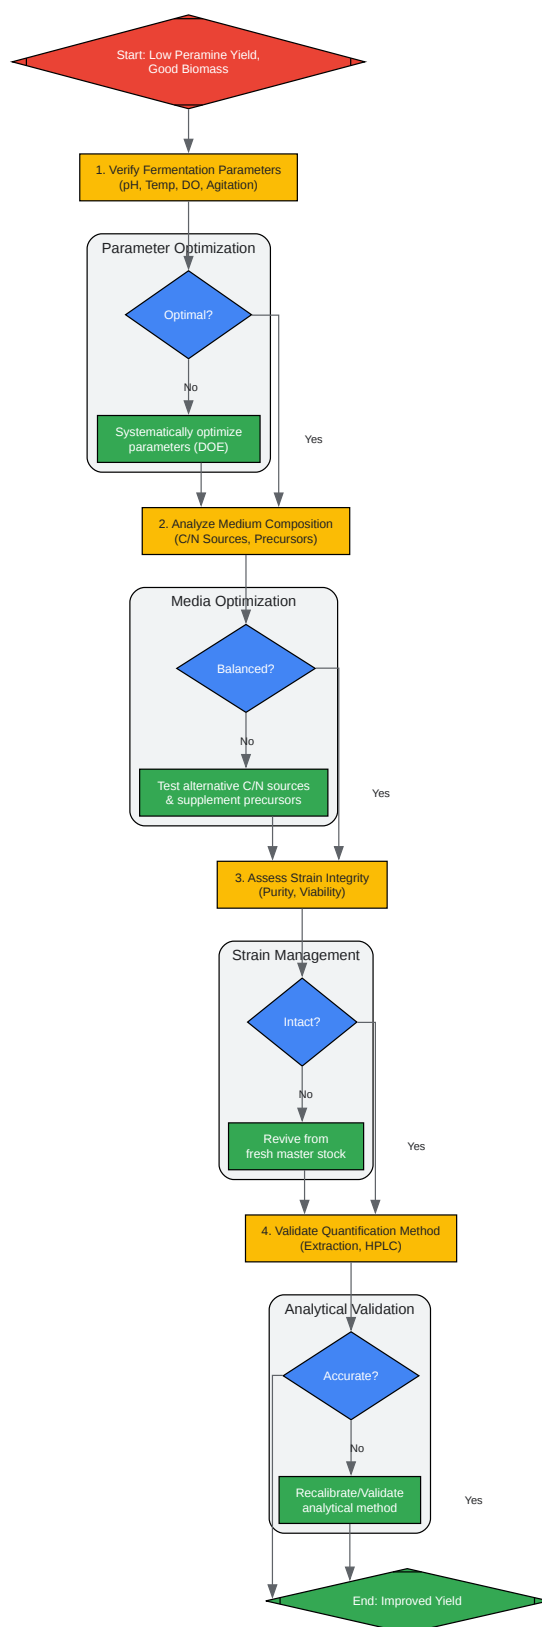 Start: Low Peramine Yield,
Good Biomass
1. Verify Fermentation Parameters
(pH, Temp, DO, Agitation)
Parameter Optimization
Optimal?
No
Systematically optimize
parameters (DOE)
Yes
2. Analyze Medium Composition
(C/N Sources, Precursors)
Media Optimization
Balanced?
No
Test alternative C/N sources
& supplement precursors
Yes
3. Assess Strain Integrity
(Purity, Viability)
Strain Management
Intact?
No
Revive from
fresh master stock
Yes
4. Validate Quantification Method
(Extraction, HPLC)
Analytical Validation
Accurate?
No
Recalibrate/Validate
analytical method
Yes
End: Improved Yield